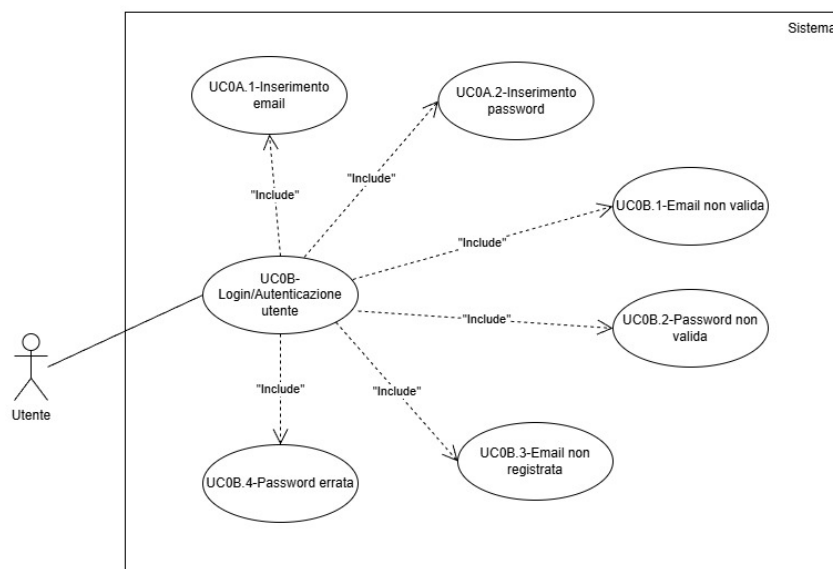 Sistema
UC0A.1-Inserimento
email
UC0A.2-Inserimento
password
"Include"
"Include"
UC0B.1-Email non valida
"Include"
UC0B-
Login/Autenticazione
utente
"Include"
UC0B.2-Password non
valida
Utente
"Include"
"Include"
UC0B.3-Email non
registrata
UC0B.4-Password errata